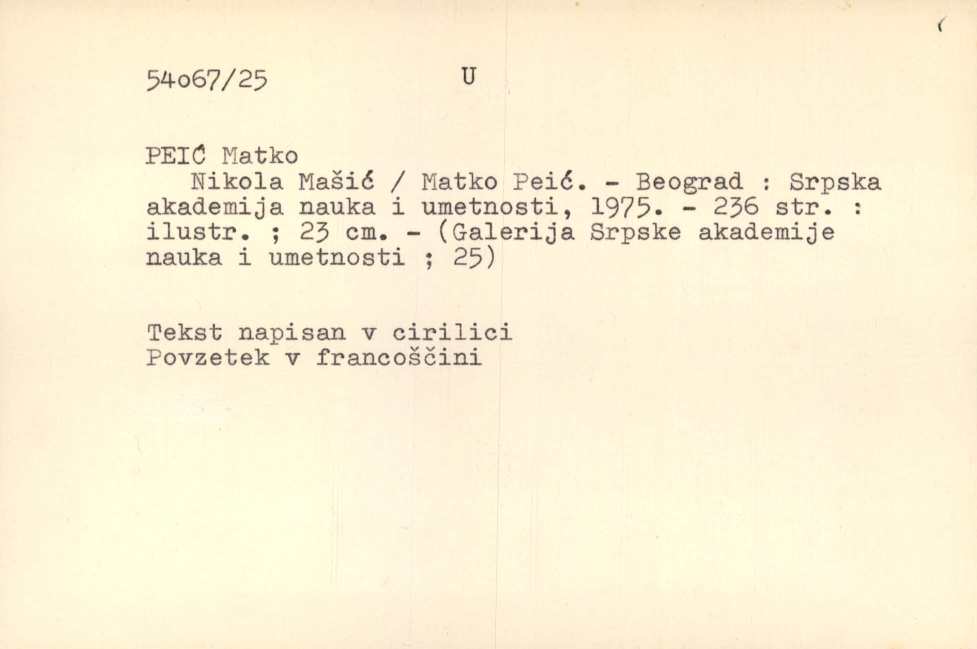 54o67/25 U
PEIĆ Matko
Nikola Mašić / Matko Peić. - Beograd : Srpska
akademija nauka i umetnosti, 1975. - 236 str. :
ilustr. ; 23 cm. - (Galerija Srpske akademije
nauka i umetnosti ; 25)
Tekst napisan v cirilici
Povzetek v francoščini